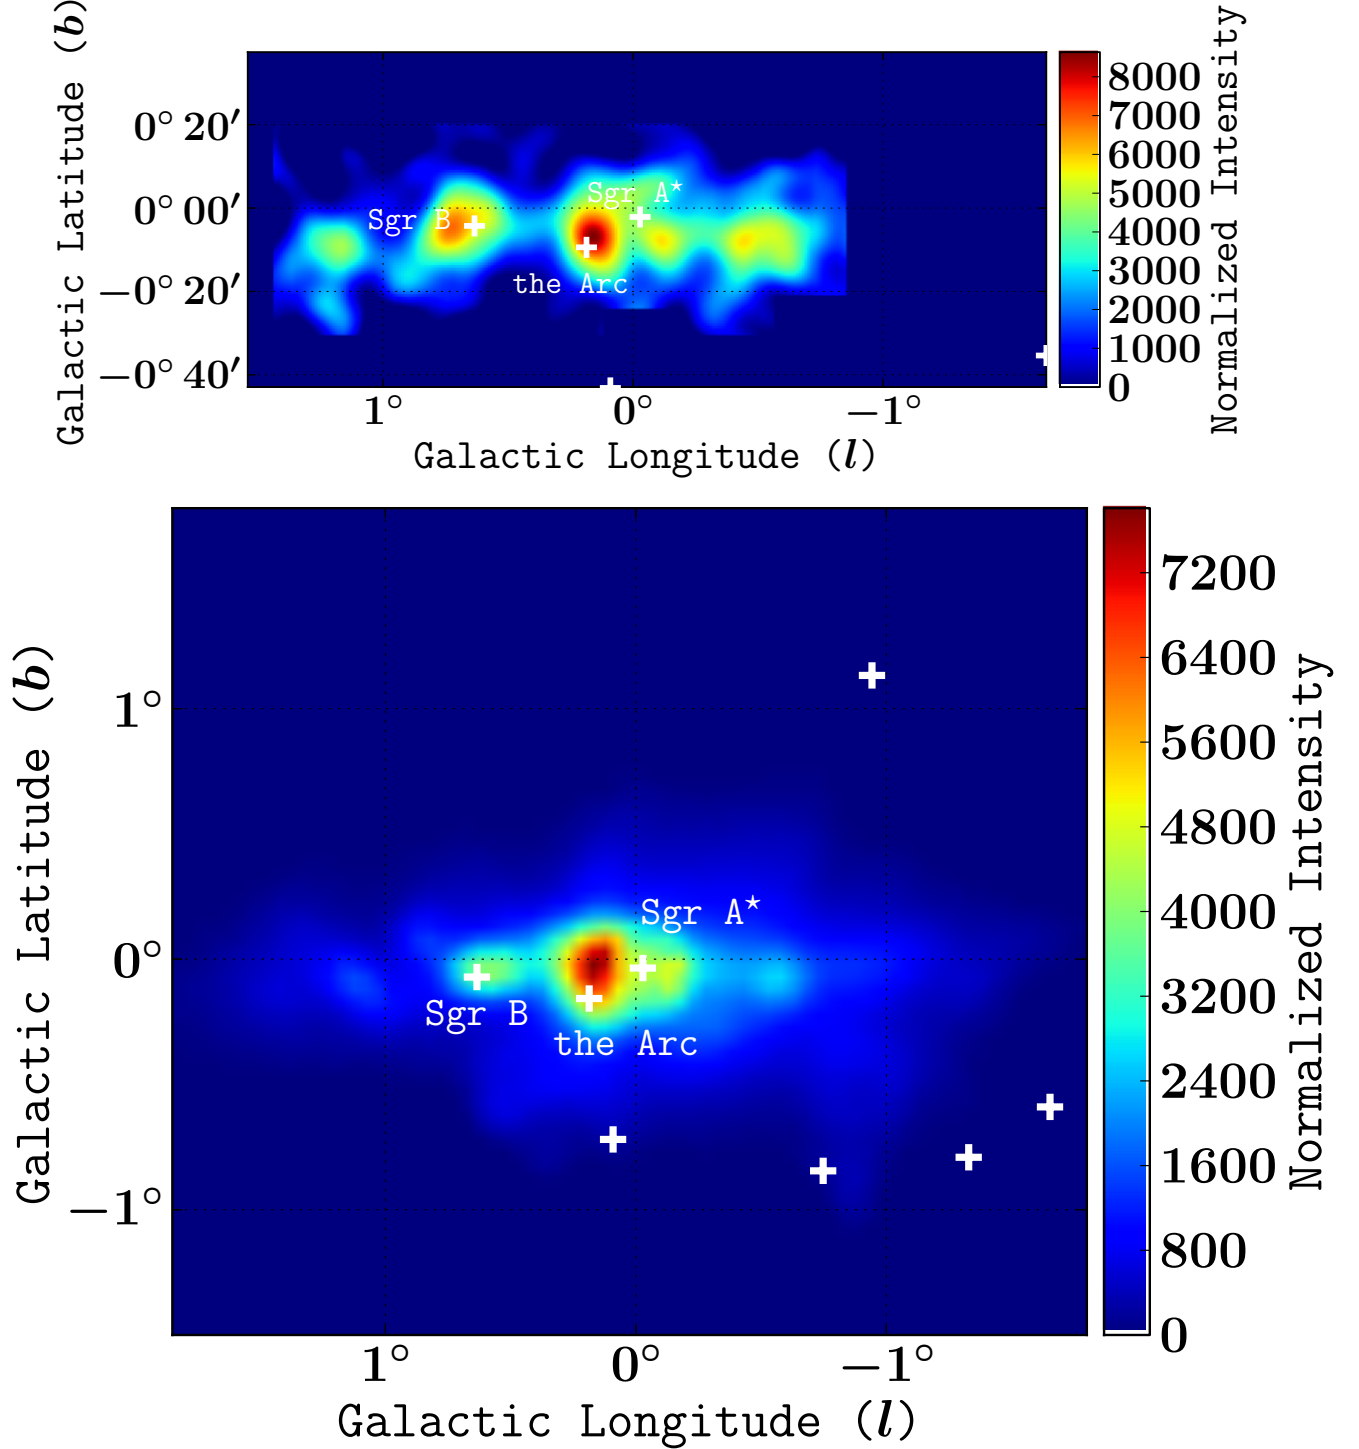 Galactic Latitude (b)
0° 20′
0° 00′
−0° 20′
−0° 40′
Sgr A*
Sgr B
the Arc
1°
0°
−1°
Galactic Longitude (l)
8000
7000
6000
5000
4000
3000
2000
1000
0
Normalized Intensity
Galactic Latitude (b)
1°
0°
−1°
Sgr A*
Sgr B
the Arc
1°
0°
−1°
Galactic Longitude (l)
7200
6400
5600
4800
4000
3200
2400
1600
800
0
Normalized Intensity